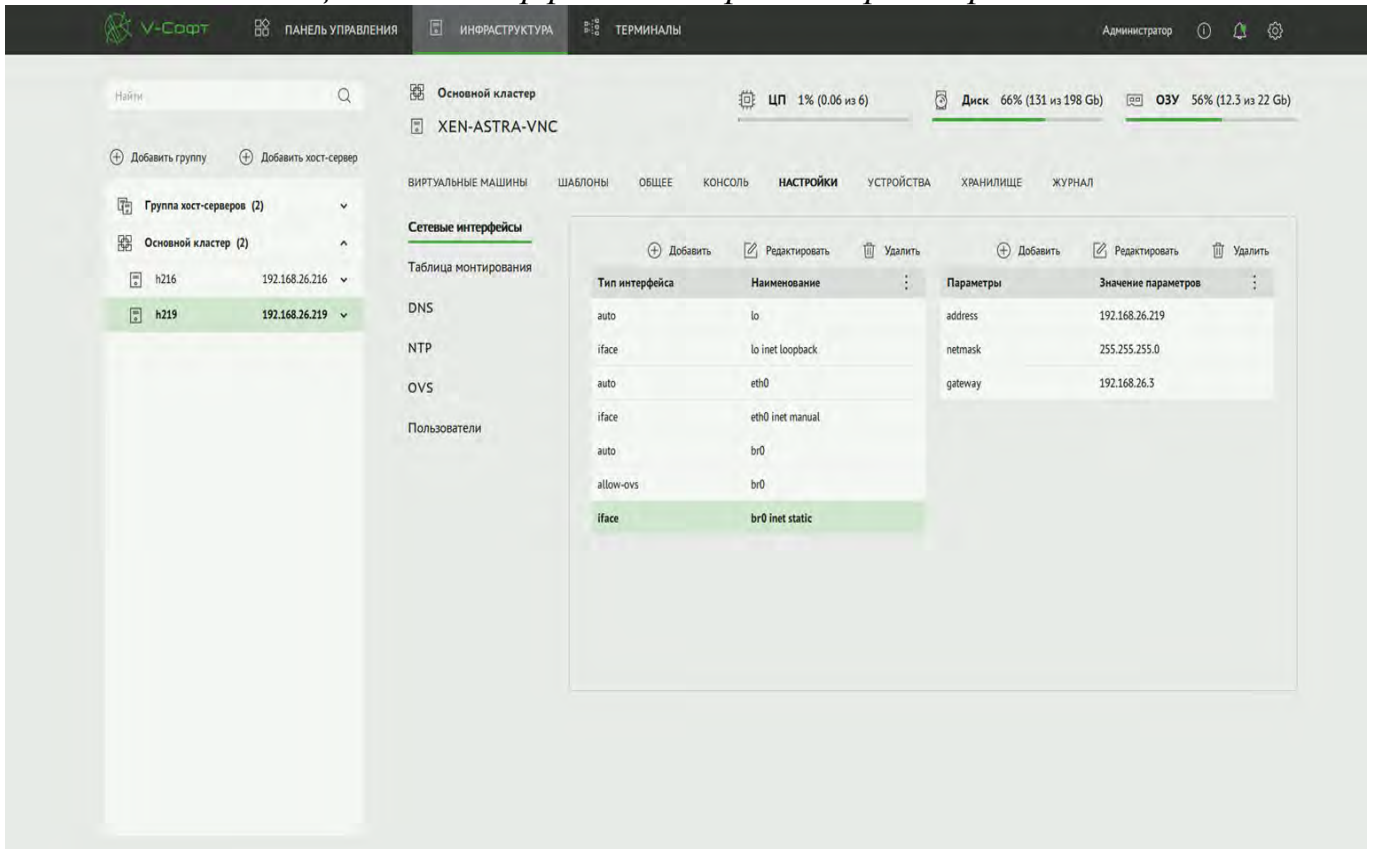 V-Софт ПАНЕЛЬ УПРАВЛЕНИЯ ИНФРАСТРУКТУРА ТЕРМИНАЛЫ Администратор
Найти
Добавить группу Добавить хост-сервер
Группа хост-серверов (2)
Основной кластер (2)
h216 192.168.26.216
h219 192.168.26.219
Основной кластер
XEN-ASTRA-VNC
ЦП 1% (0.06 из 6) Диск 66% (131 из 198 Gb) ОЗУ 56% (12.3 из 22 Gb)
ВИРТУАЛЬНЫЕ МАШИНЫ ШАБЛОНЫ ОБЩЕЕ КОНСОЛЬ НАСТРОЙКИ УСТРОЙСТВА ХРАНИЛИЩЕ ЖУРНАЛ
Сетевые интерфейсы
Таблица монтирования
DNS
NTP
OVS
Пользователи
Добавить Редактировать Удалить
Тип интерфейса Наименование
auto lo
iface lo inet loopback
auto eth0
iface eth0 inet manual
auto br0
allow-ovs br0
iface br0 inet static
Добавить Редактировать Удалить
Параметры Значение параметров
address 192.168.26.219
netmask 255.255.255.0
gateway 192.168.26.3